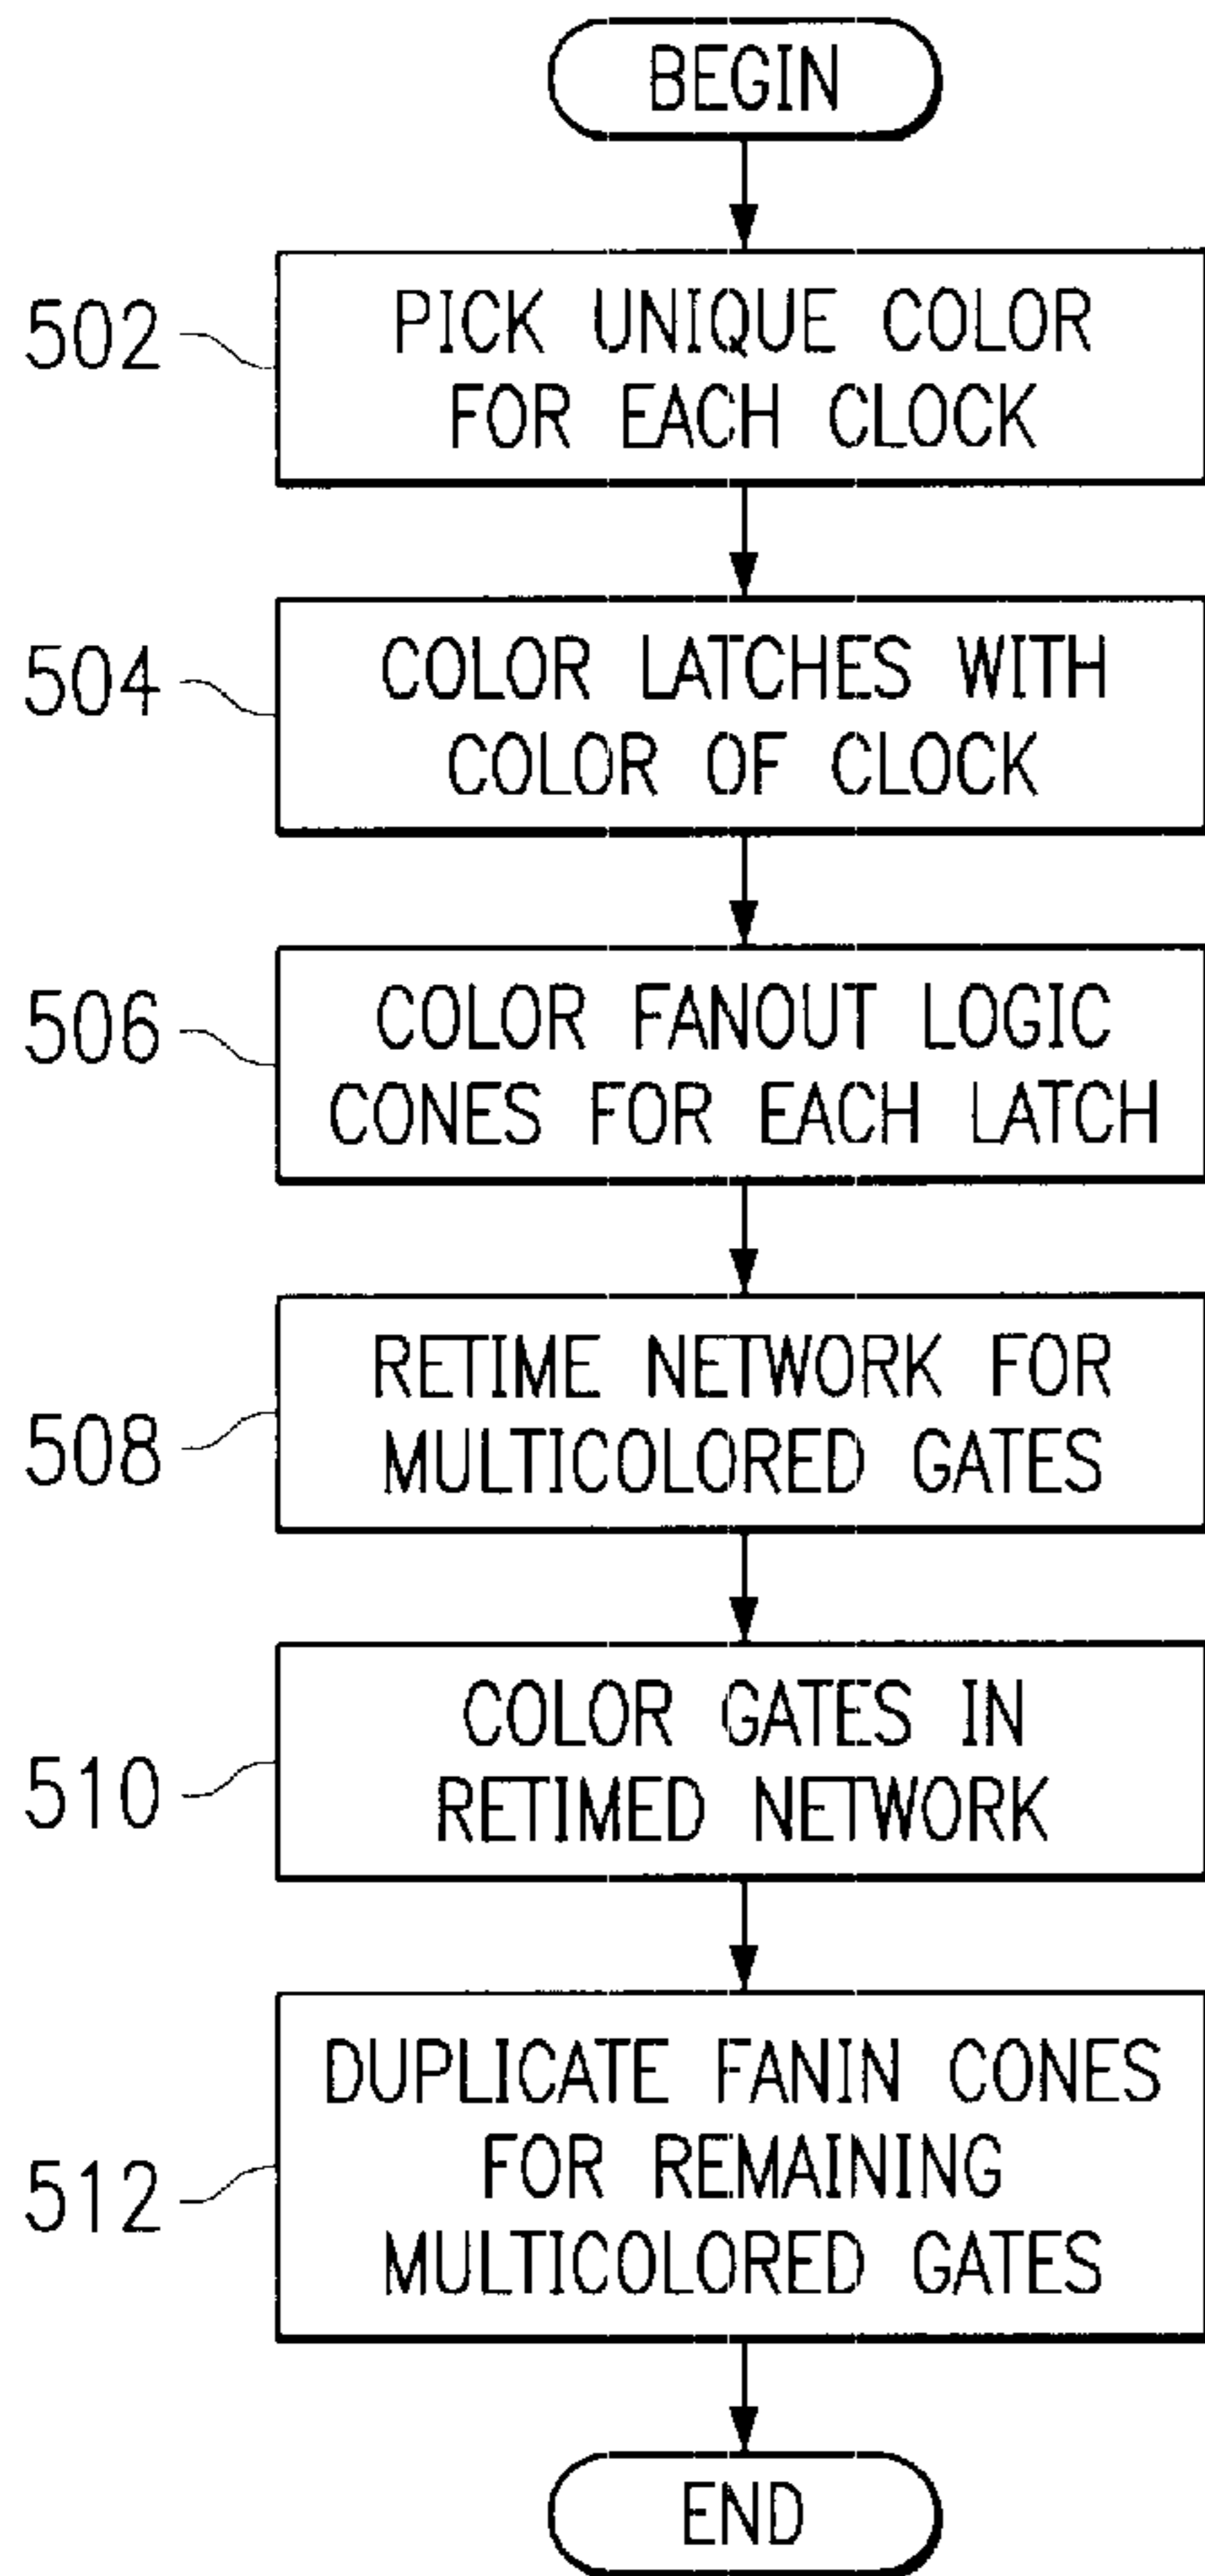 BEGIN
502
PICK UNIQUE COLOR
FOR EACH CLOCK
504
COLOR LATCHES WITH
COLOR OF CLOCK
506
COLOR FANOUT LOGIC
CONES FOR EACH LATCH
508
RETIME NETWORK FOR
MULTICOLORED GATES
510
COLOR GATES IN
RETIMED NETWORK
512
DUPLICATE FANIN CONES
FOR REMAINING
MULTICOLORED GATES
END